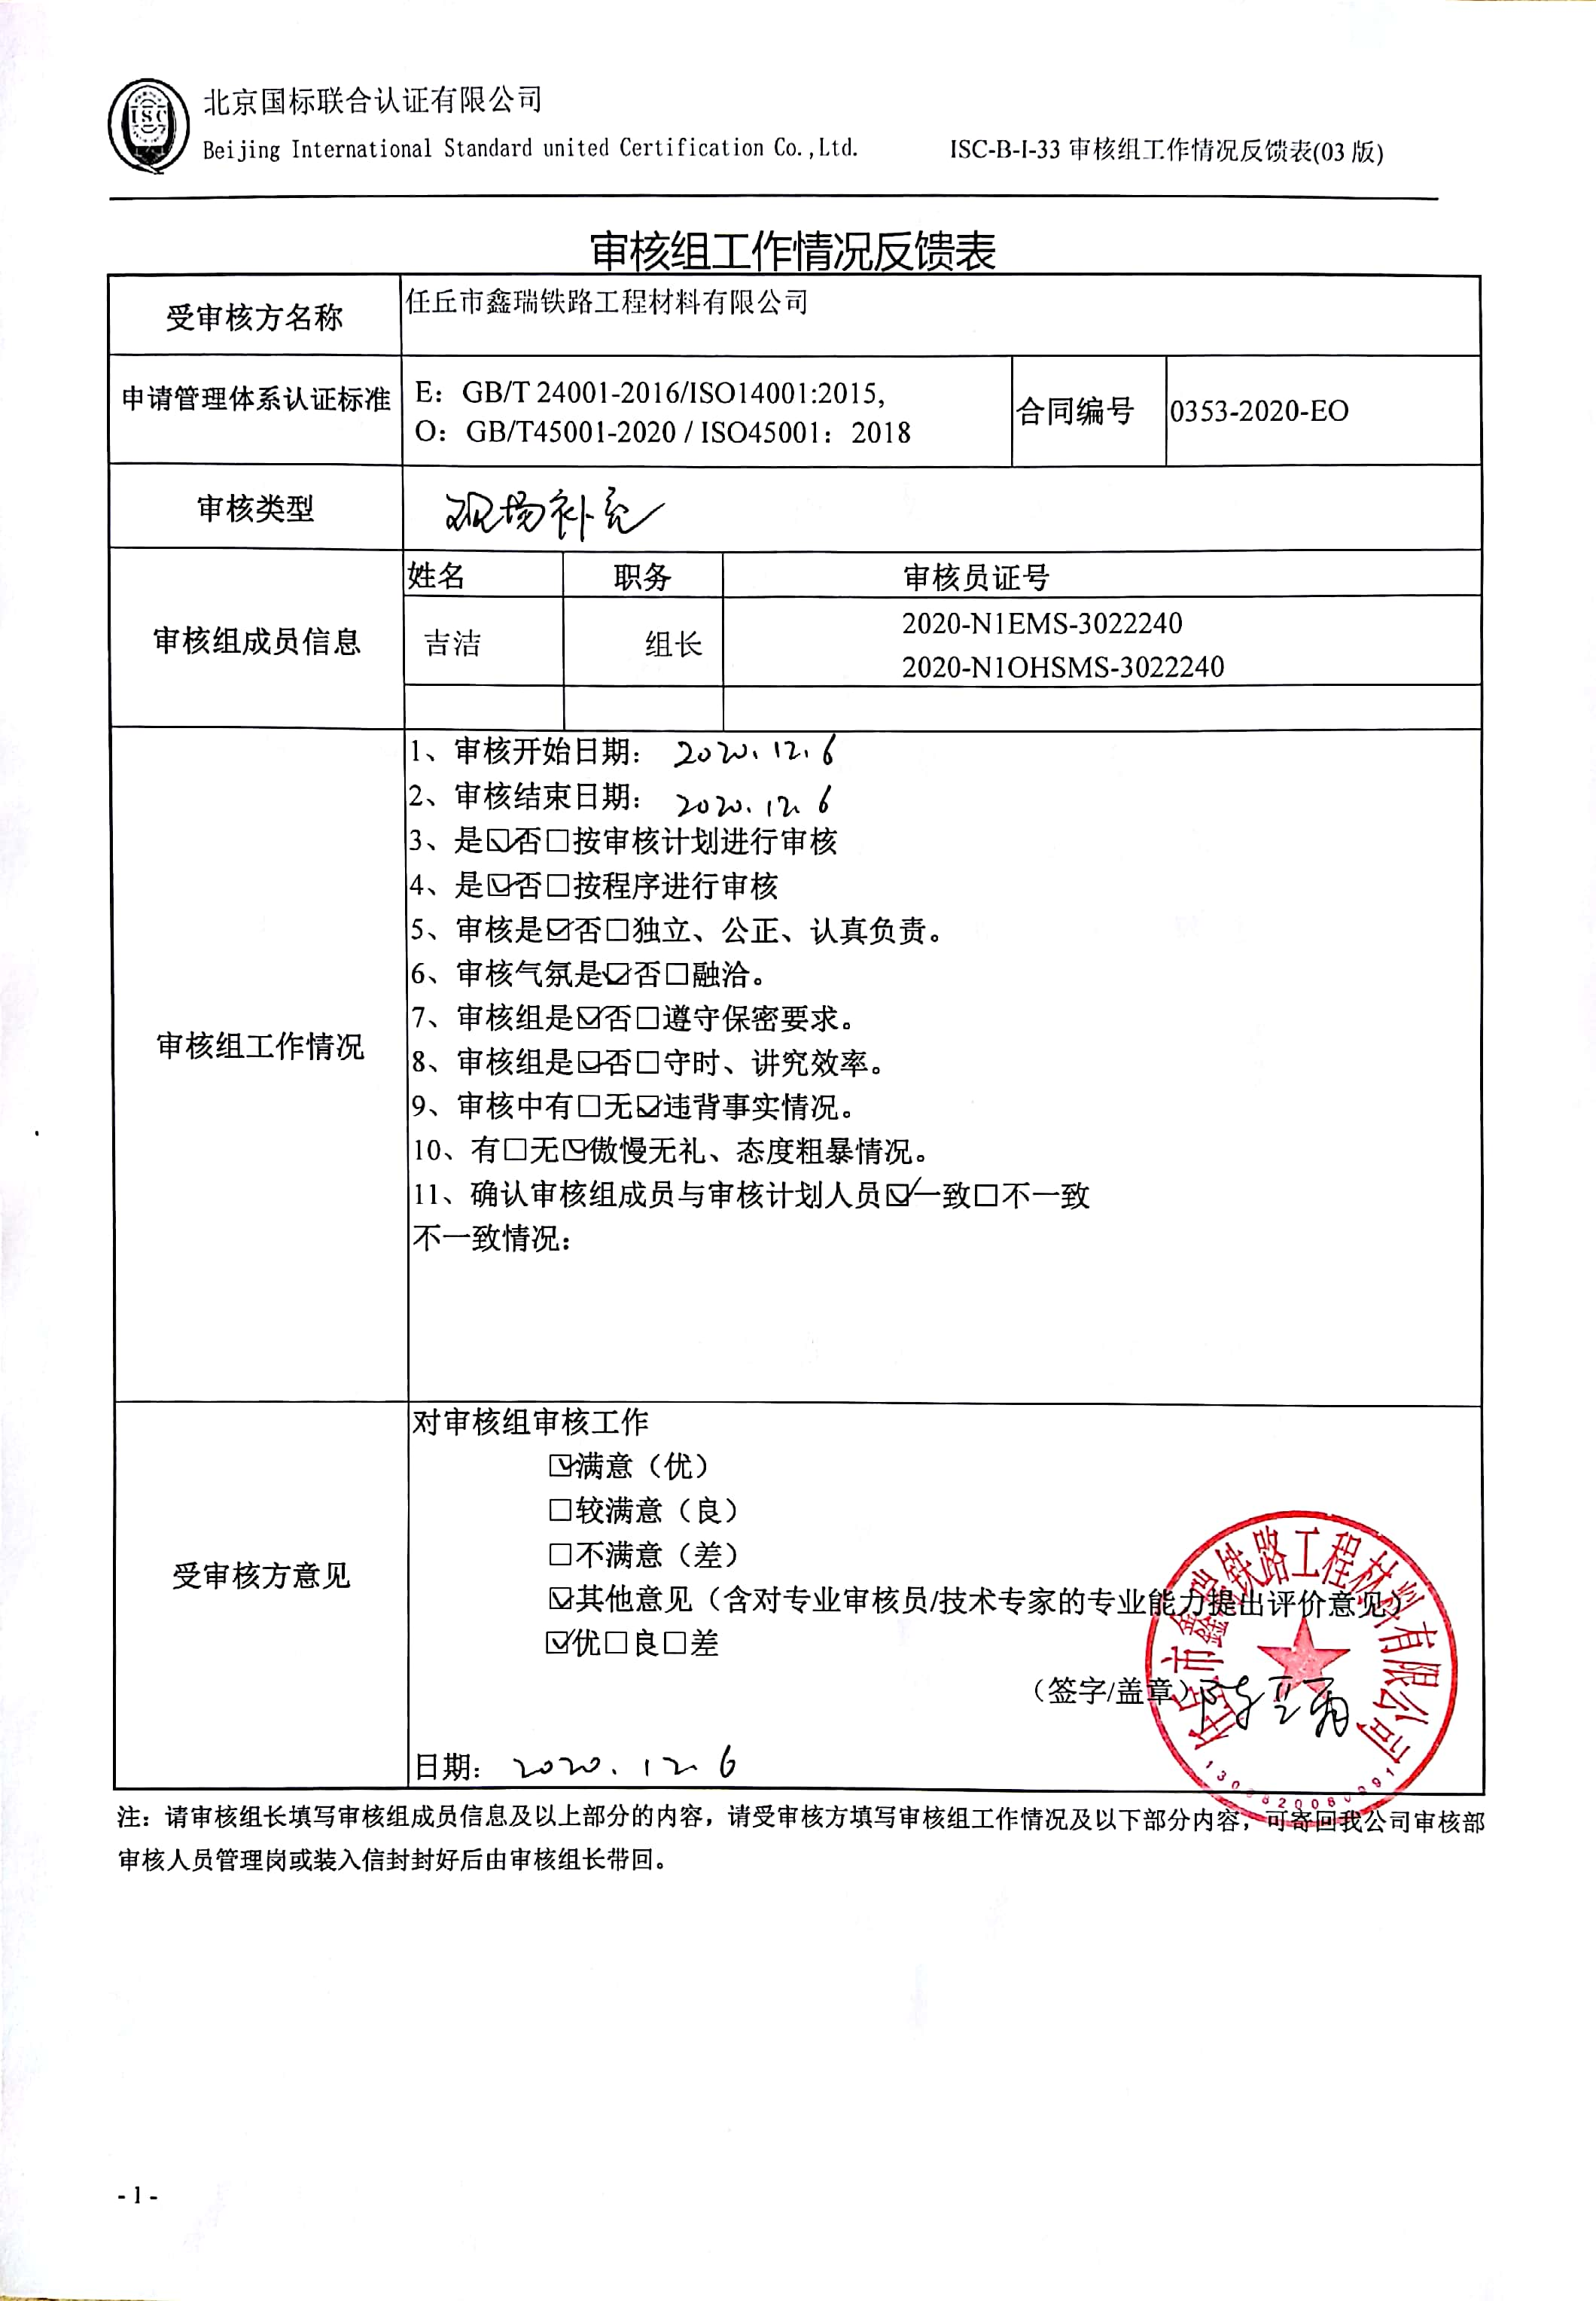 ISC
北京国标联合认证有限公司
Beijing International Standard united Certification Co.,Ltd. ISC-B-I-33 审核组工作情况反馈表(03 版)
审核组工作情况反馈表
受审核方名称 任丘市鑫瑞铁路工程材料有限公司
申请管理体系认证标准 E：GB/T 24001-2016/ISO14001:2015,
O：GB/T45001-2020 / ISO45001：2018
合同编号 0353-2020-EO
审核类型 现场补充
审核组成员信息 姓名 职务 审核员证号
吉洁 组长 2020-N1EMS-3022240
2020-N1OHSMS-3022240
审核组工作情况
1、审核开始日期： 2020.12.6
2、审核结束日期： 2020.12.6
3、是☑否□按审核计划进行审核
4、是☑否□按程序进行审核
5、审核是☑否□独立、公正、认真负责。
6、审核气氛是☑否□融洽。
7、审核组是☑否□遵守保密要求。
8、审核组是☑否□守时、讲究效率。
9、审核中有□无☑违背事实情况。
10、有□无☑傲慢无礼、态度粗暴情况。
11、确认审核组成员与审核计划人员☑一致□不一致
不一致情况：
受审核方意见
对审核组审核工作
☑满意（优）
□较满意（良）
□不满意（差）
☑其他意见（含对专业审核员/技术专家的专业能力提出评价意见）
☑优□良□差
（签字/盖章）
任丘市鑫瑞铁路工程材料有限公司
日期： 2020.12.6
注：请审核组长填写审核组成员信息及以上部分的内容，请受审核方填写审核组工作情况及以下部分内容，可寄回我公司审核部
审核人员管理岗或装入信封封好后由审核组长带回。
- 1 -